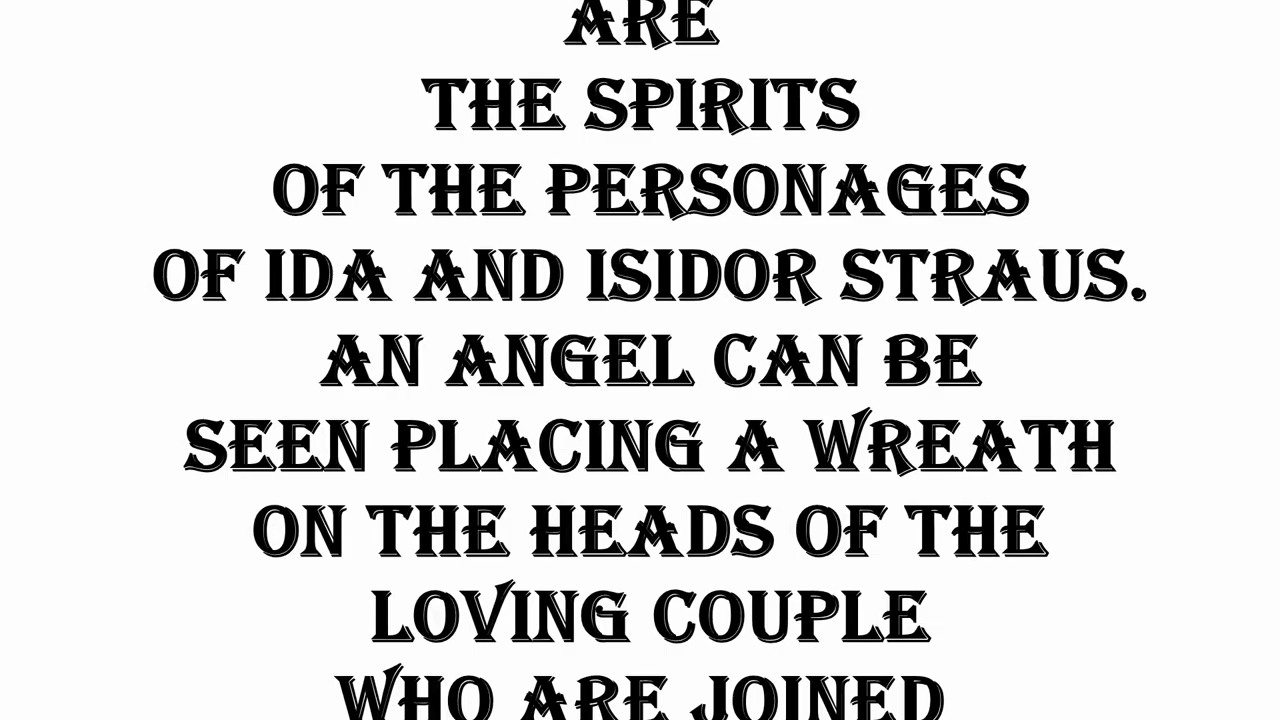 ARE
THE SPIRITS
OF THE PERSONAGES
OF IDA AND ISIDOR STRAUS.
AN ANGEL CAN BE
SEEN PLACING A WREATH
ON THE HEADS OF THE
LOVING COUPLE
WHO ARE JOINED